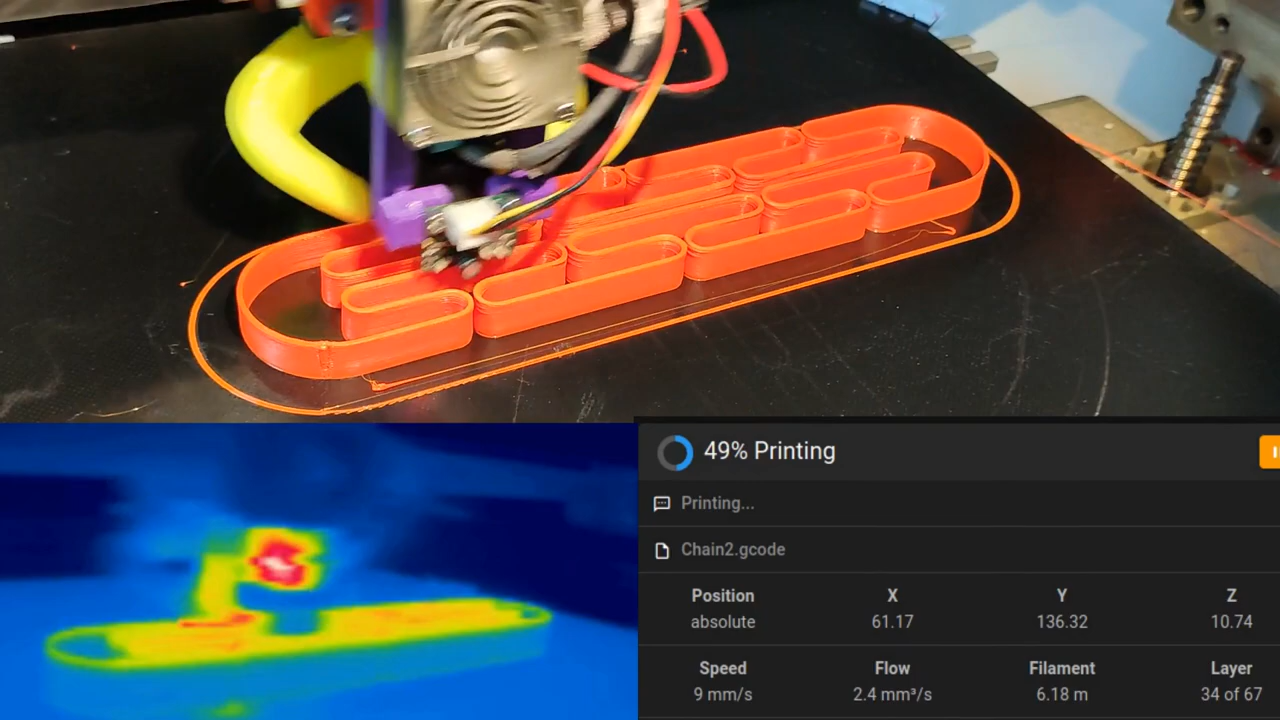 49% Printing
Printing...
Chain2.gcode
Position X Y Z
absolute 61.17 136.32 10.74
Speed Flow Filament Layer
9 mm/s 2.4 mm³/s 6.18 m 34 of 67